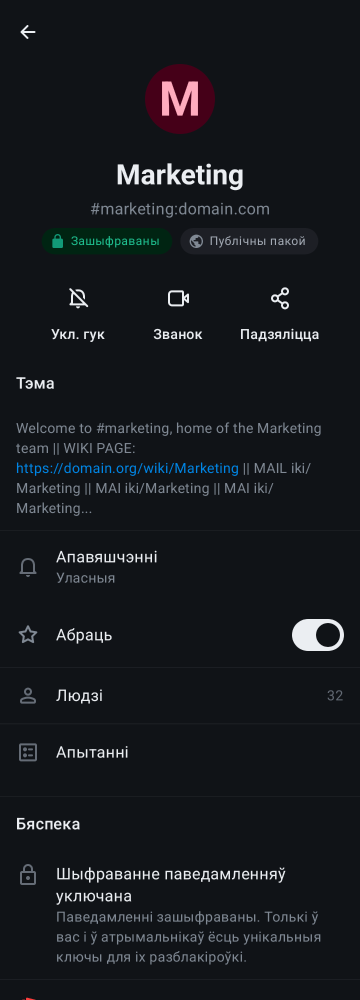 M
Marketing
#marketing:domain.com
Зашыфраваны
Публічны пакой
Укл. гук
Званок
Падзяліцца
Тэма
Welcome to #marketing, home of the Marketing
team || WIKI PAGE:
https://domain.org/wiki/Marketing || MAIL iki/
Marketing || MAI iki/Marketing || MAI iki/
Marketing...
Апавяшчэнні
Уласныя
Абраць
Людзі
32
Апытанні
Бяспека
Шыфраванне паведамленняў
уключана
Паведамленні зашыфраваны. Толькі ў
вас і ў атрымальнікаў ёсць унікальныя
ключы для іх разблакіроўкі.